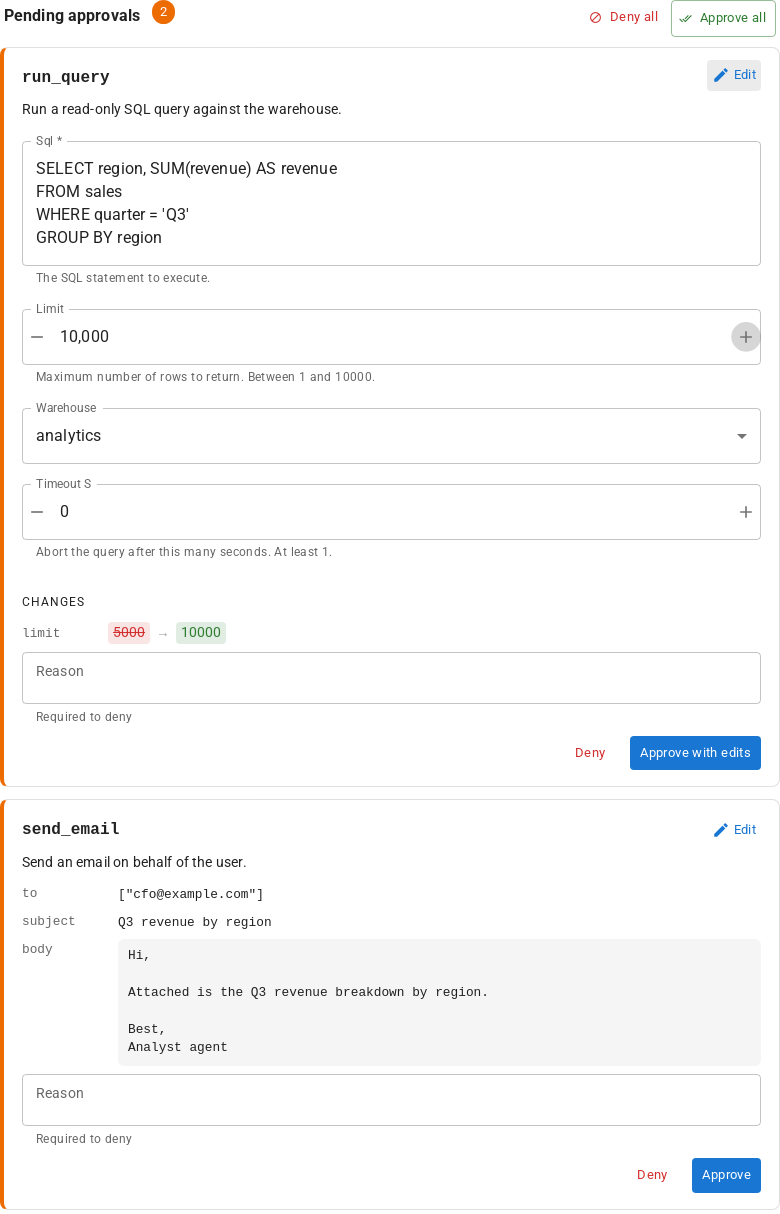 Pending approvals 2 Deny all Approve all
run_query Edit
Run a read-only SQL query against the warehouse.
Sql *
SELECT region, SUM(revenue) AS revenue
FROM sales
WHERE quarter = 'Q3'
GROUP BY region
The SQL statement to execute.
Limit
10,000
Maximum number of rows to return. Between 1 and 10000.
Warehouse
analytics
Timeout S
0
Abort the query after this many seconds. At least 1.
CHANGES
limit 5000 → 10000
Reason
Required to deny
Deny Approve with edits
send_email Edit
Send an email on behalf of the user.
to ["cfo@example.com"]
subject Q3 revenue by region
body Hi,
Attached is the Q3 revenue breakdown by region.
Best,
Analyst agent
Reason
Required to deny
Deny Approve